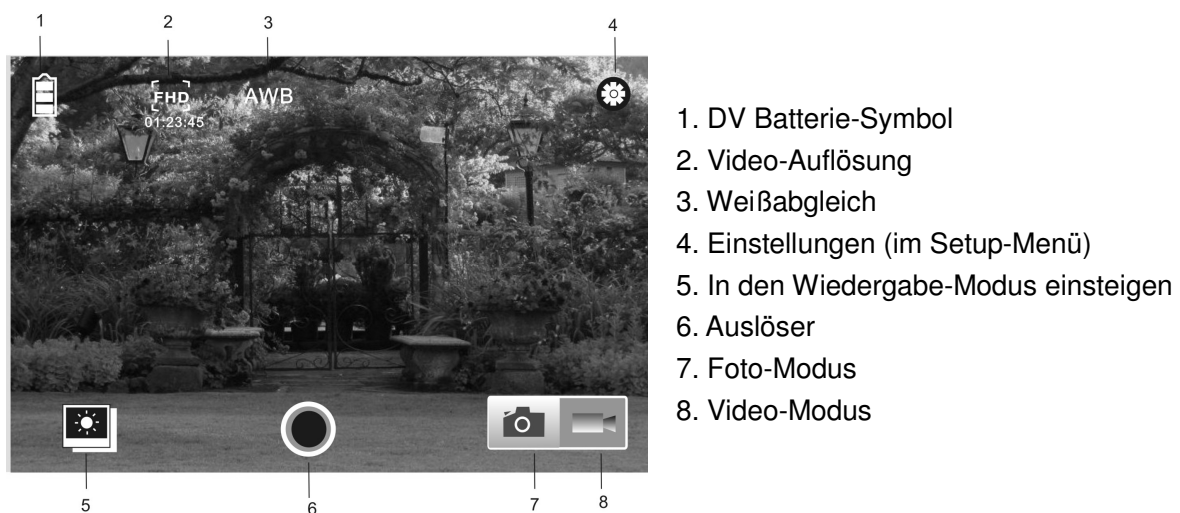 1 2 3 4
FHD AWB
01:23:45
5 6 7 8
1. DV Batterie-Symbol
2. Video-Auflösung
3. Weißabgleich
4. Einstellungen (im Setup-Menü)
5. In den Wiedergabe-Modus einsteigen
6. Auslöser
7. Foto-Modus
8. Video-Modus